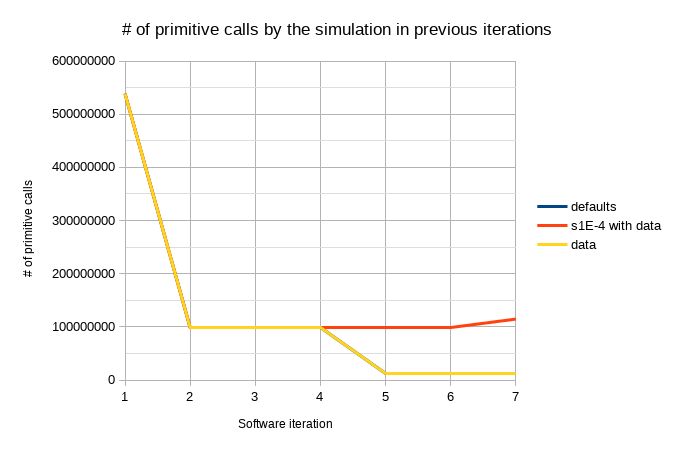 # of primitive calls by the simulation in previous iterations
600000000
500000000
400000000
300000000
200000000
100000000
0
# of primitive calls
1 2 3 4 5 6 7
Software iteration
defaults
s1E-4 with data
data